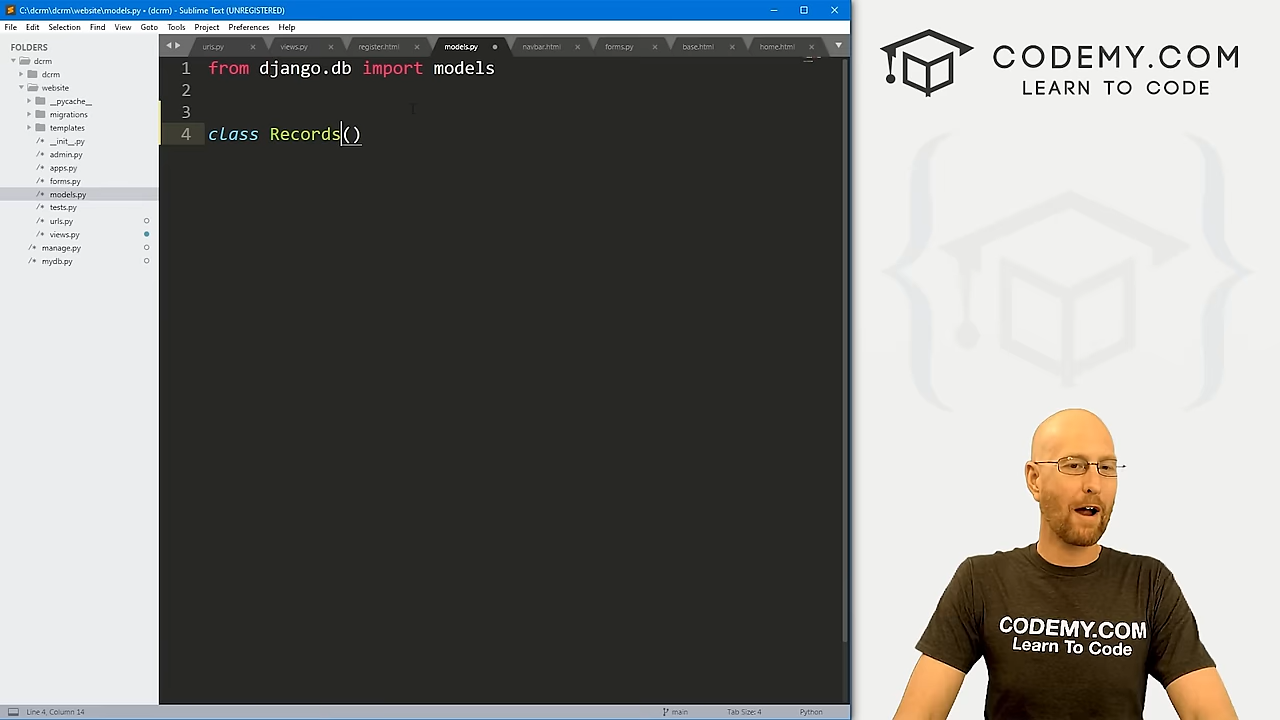 C:\dcrm\dcrm\website\models.py • (dcrm) - Sublime Text (UNREGISTERED)
File Edit Selection Find View Goto Tools Project Preferences Help
FOLDERS
dcrm
dcrm
website
__pycache__
migrations
templates
__init__.py
admin.py
apps.py
forms.py
models.py
tests.py
urls.py
views.py
manage.py
mydb.py
urls.py views.py register.html models.py navbar.html forms.py base.html home.html
1 from django.db import models
2
3
4 class Records()
Line 4, Column 14
main
Tab Size: 4
Python
CODEMY.COM
LEARN TO CODE
CODEMY.COM
Learn To Code